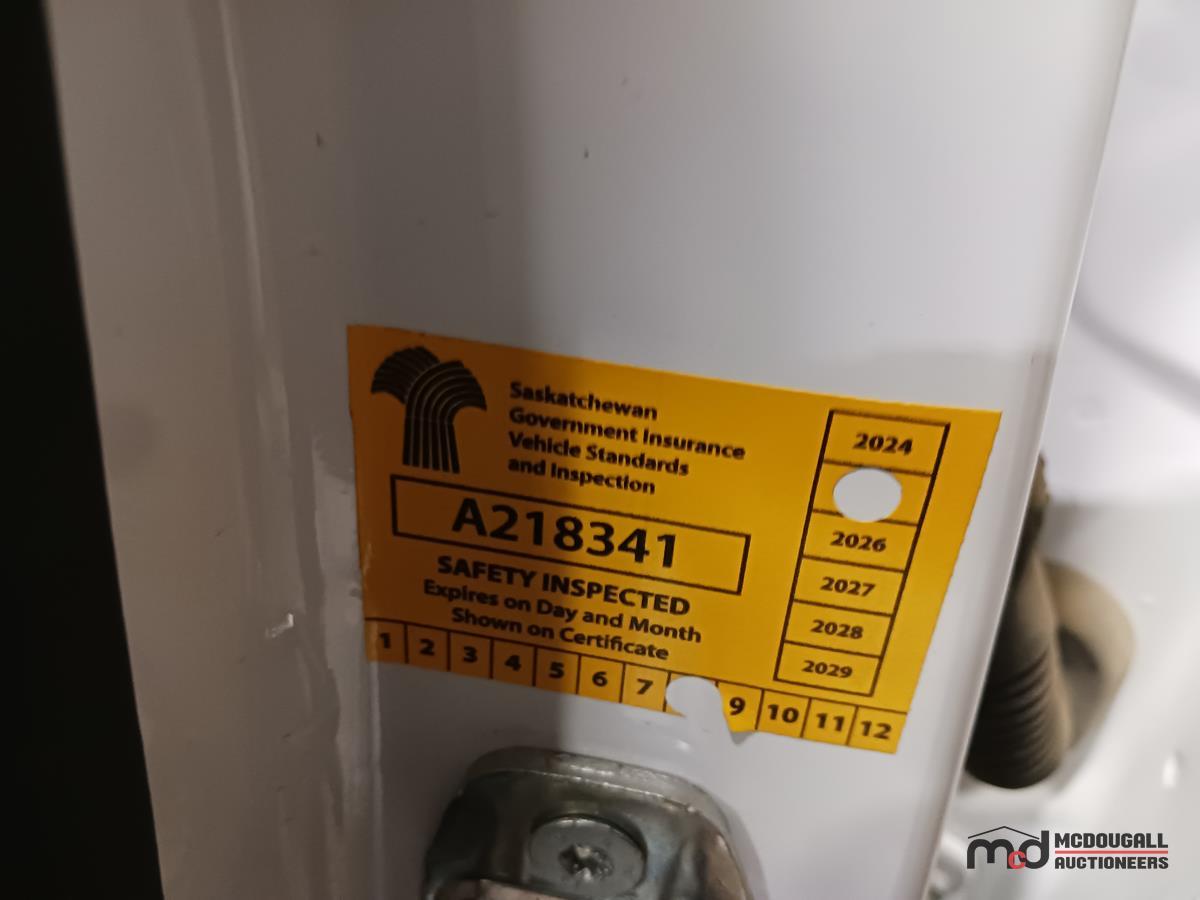 Saskatchewan
Government Insurance
Vehicle Standards
and Inspection
A218341
SAFETY INSPECTED
Expires on Day and Month
Shown on Certificate
1 2 3 4 5 6 7 9 10 11 12
2024
2026
2027
2028
2029
mcd MCDOUGALL
AUCTIONEERS